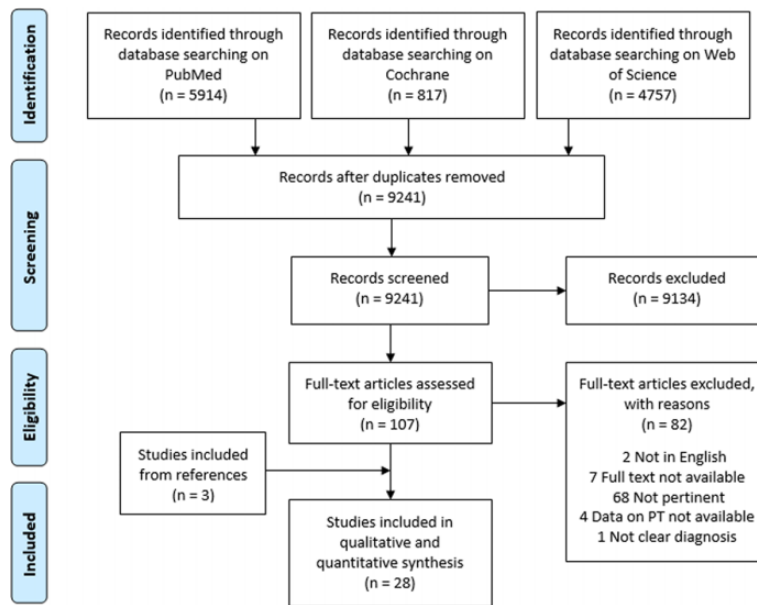 Identification
Records identified through
database searching on
PubMed
(n = 5914)
Records identified through
database searching on
Cochrane
(n = 817)
Records identified through
database searching on Web
of Science
(n = 4757)
Screening
Records after duplicates removed
(n = 9241)
Records screened
(n = 9241)
Records excluded
(n = 9134)
Eligibility
Full-text articles assessed
for eligibility
(n = 107)
Full-text articles excluded,
with reasons
(n = 82)
2 Not in English
7 Full text not available
68 Not pertinent
4 Data on PT not available
1 Not clear diagnosis
Studies included
from references
(n = 3)
Included
Studies included in
qualitative and
quantitative synthesis
(n = 28)